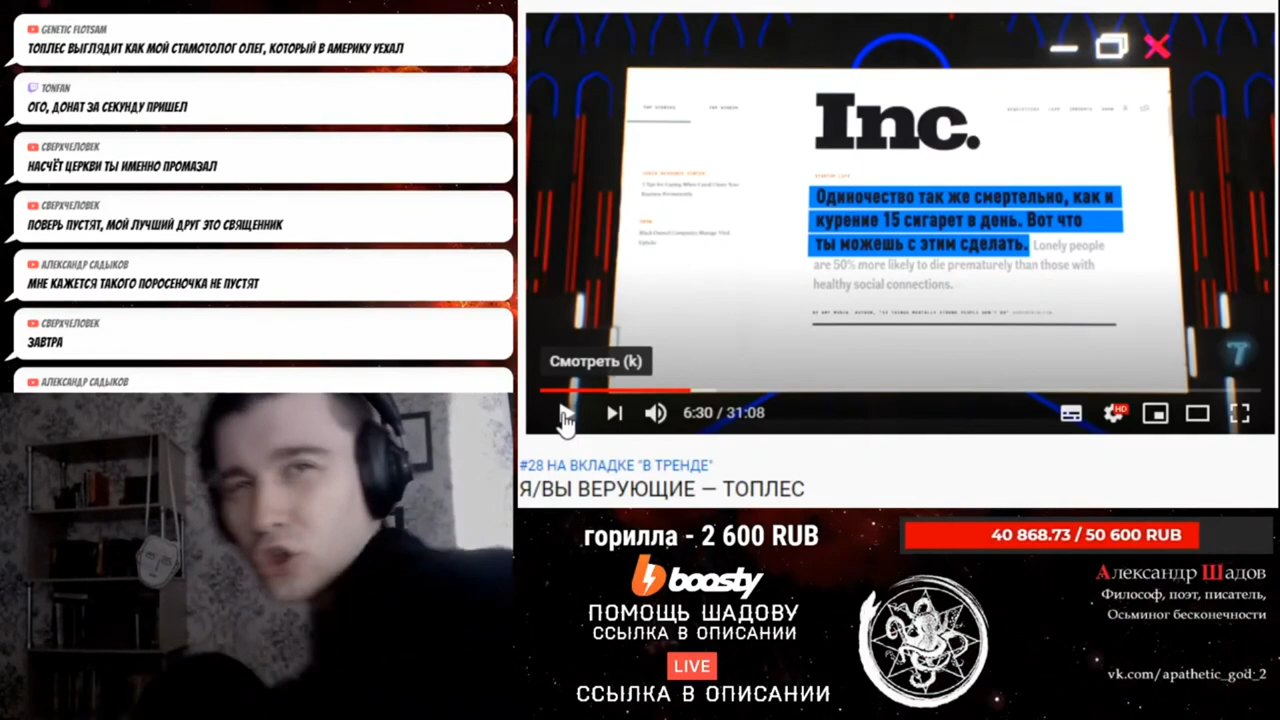 GENETIC FLOTSAM
ТОПЛЕС ВЫГЛЯДИТ КАК МОЙ СТАМОТОЛОГ ОЛЕГ, КОТОРЫЙ В АМЕРИКУ УЕХАЛ
TONFAN
ОГО, ДОНАТ ЗА СЕКУНДУ ПРИШЕЛ
СВЕРХЧЕЛОВЕК
НАСЧЁТ ЦЕРКВИ ТЫ ИМЕННО ПРОМАЗАЛ
СВЕРХЧЕЛОВЕК
ПОВЕРЬ ПУСТЯТ, МОЙ ЛУЧШИЙ ДРУГ ЭТО СВЯЩЕННИК
АЛЕКСАНДР САДЫКОВ
МНЕ КАЖЕТСЯ ТАКОГО ПОРОСЕНОЧКА НЕ ПУСТЯТ
СВЕРХЧЕЛОВЕК
ЗАВТРА
АЛЕКСАНДР САДЫКОВ
Inc.
Одиночество так же смертельно, как и
курение 15 сигарет в день. Вот что
ты можешь с этим сделать. Lonely people
are 50% more likely to die prematurely than those with
healthy social connections.
Смотреть (k)
6:30 / 31:08
HD
#28 НА ВКЛАДКЕ "В ТРЕНДЕ"
Я/ВЫ ВЕРУЮЩИЕ — ТОПЛЕС
горилла - 2 600 RUB
40 868.73 / 50 600 RUB
boosty
ПОМОЩЬ ШАДОВУ
ССЫЛКА В ОПИСАНИИ
LIVE
ССЫЛКА В ОПИСАНИИ
Александр Шадов
Философ, поэт, писатель,
Осьминог бесконечности
vk.com/apathetic_god_2